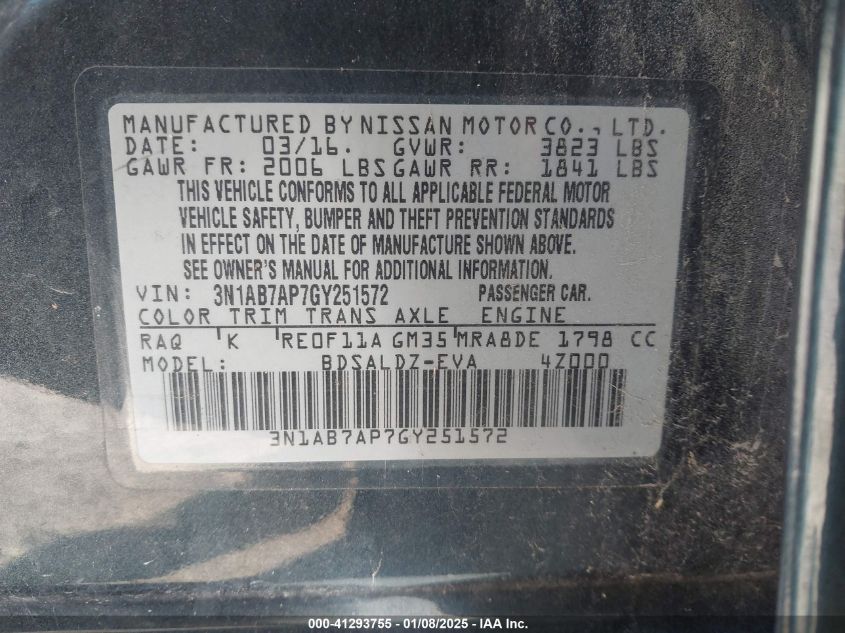 MANUFACTURED BY NISSAN MOTOR CO., LTD.
DATE: 03/16. GVWR: 3823 LBS
GAWR FR: 2006 LBS GAWR RR: 1841 LBS
THIS VEHICLE CONFORMS TO ALL APPLICABLE FEDERAL MOTOR
VEHICLE SAFETY, BUMPER AND THEFT PREVENTION STANDARDS
IN EFFECT ON THE DATE OF MANUFACTURE SHOWN ABOVE.
SEE OWNER'S MANUAL FOR ADDITIONAL INFORMATION.
VIN: 3N1AB7AP7GY251572 PASSENGER CAR.
COLOR TRIM TRANS AXLE ENGINE
RAQ K RE0F11A GM35 MRA8DE 1798 CC
MODEL: BDSALDZ-EVA 4Z000
3N1AB7AP7GY251572
000-41293755 - 01/08/2025 - IAA Inc.